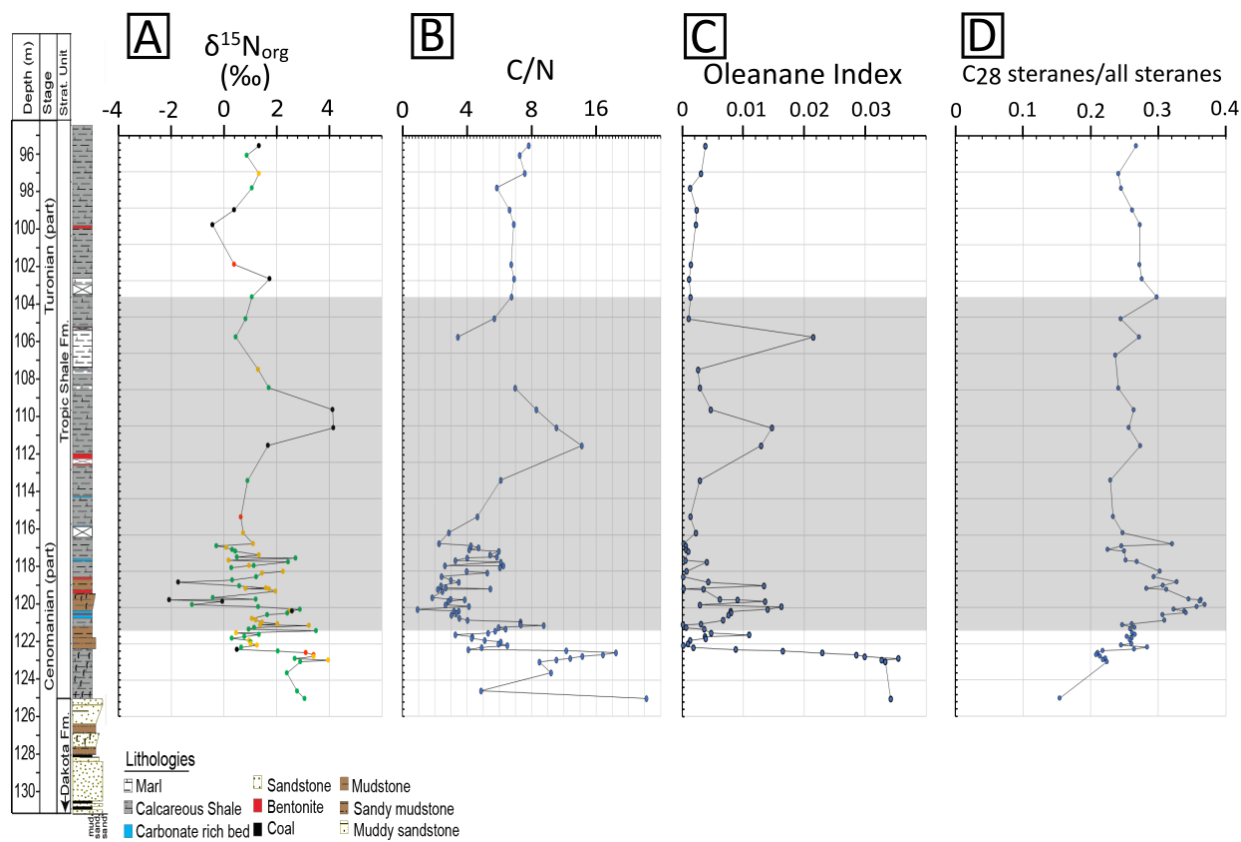 A
B
C
D
δ15Norg
(‰)
C/N
Oleanane Index
C28 steranes/all steranes
Depth (m)
Stage
Strat. Unit
-4 -2 0 2 4 6
0 4 8 12 16
0 0.01 0.02 0.03
0 0.1 0.2 0.3 0.4
96
98
100
102
104
106
108
110
112
114
116
118
120
122
124
126
128
130
Turonian (part)
Cenomanian (part)
Tropic Shale Fm.
Dakota Fm.
mud
sand
Lithologies
Marl
Calcareous Shale
Carbonate rich bed
Sandstone
Bentonite
Coal
Mudstone
Sandy mudstone
Muddy sandstone